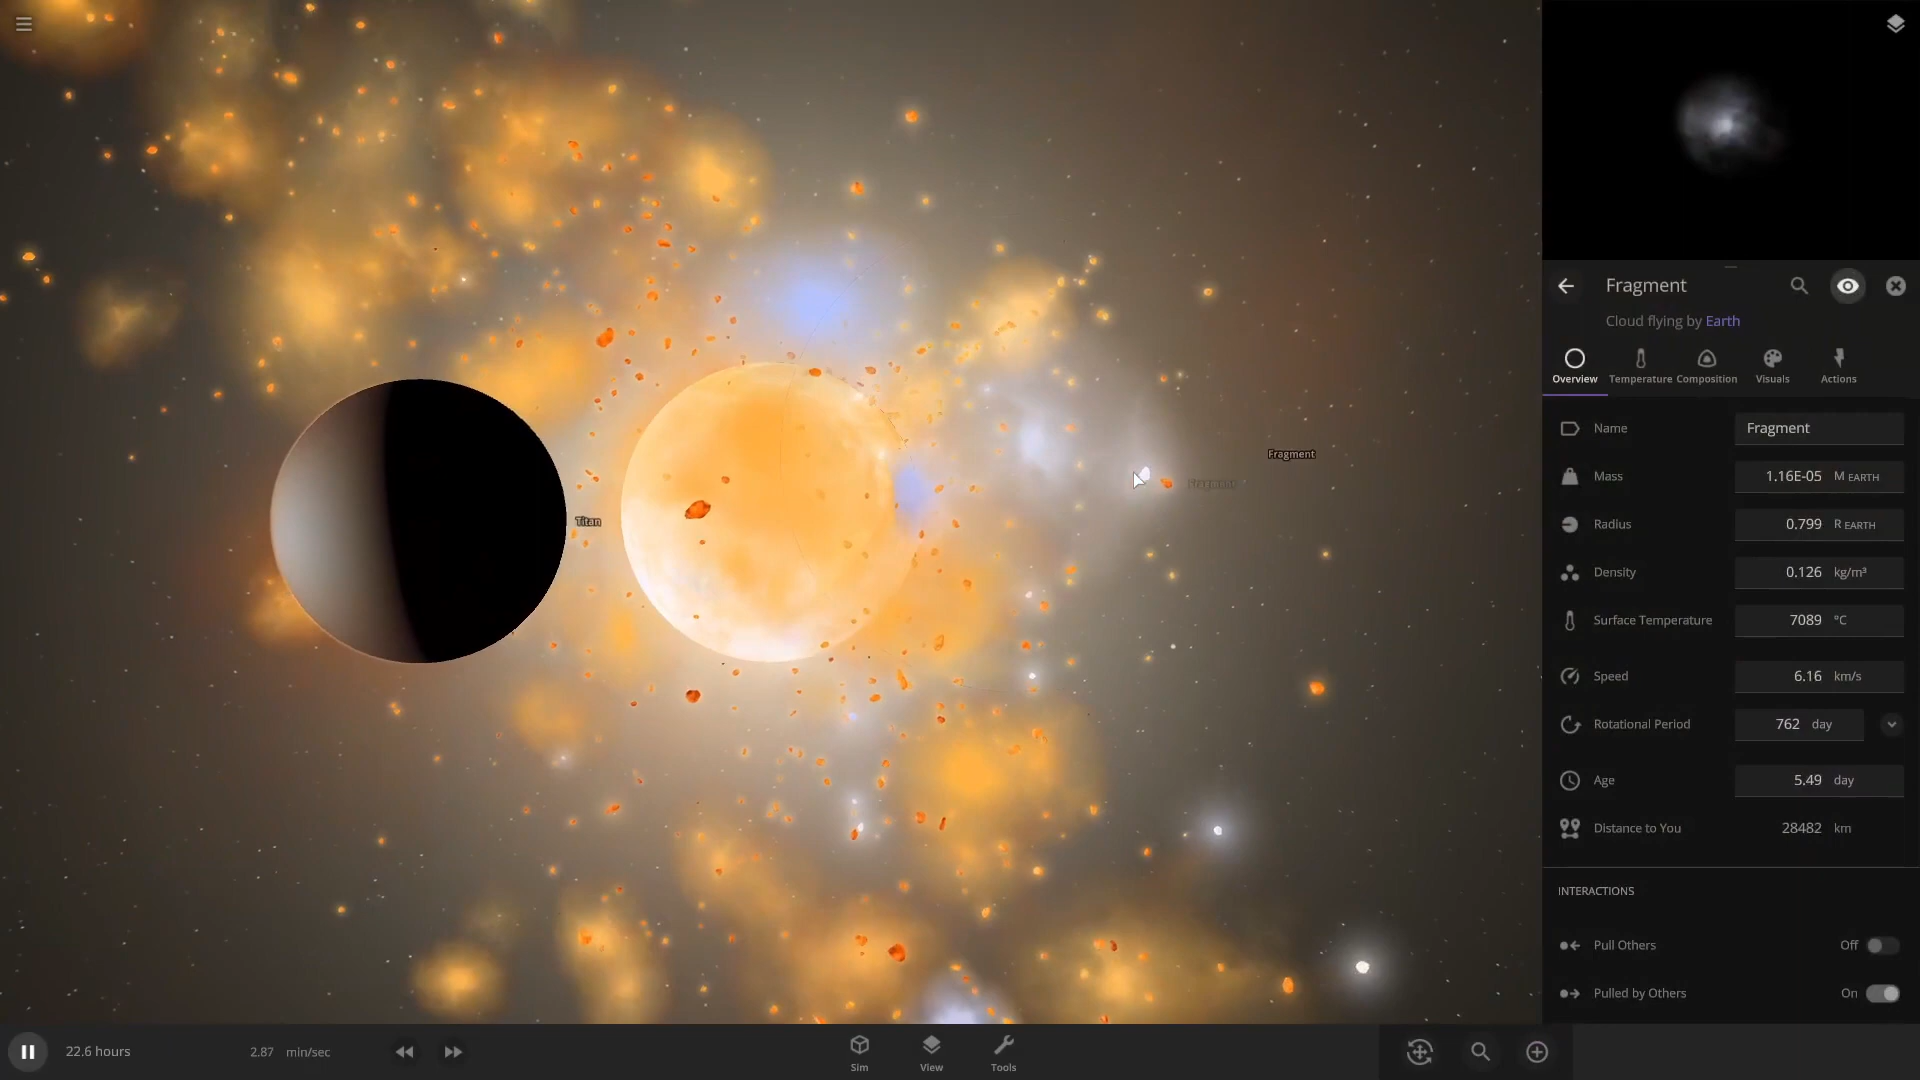 Fragment
Cloud flying by Earth
Overview
Temperature
Composition
Visuals
Actions
Name
Fragment
Mass
1.16E-05 M EARTH
Radius
0.799 R EARTH
Density
0.126 kg/m³
Surface Temperature
7089 °C
Speed
6.16 km/s
Rotational Period
762 day
Age
5.49 day
Distance to You
28482 km
INTERACTIONS
Pull Others
Off
Pulled by Others
On
Titan
Fragment
Fragment
22.6 hours
2.87 min/sec
Sim
View
Tools